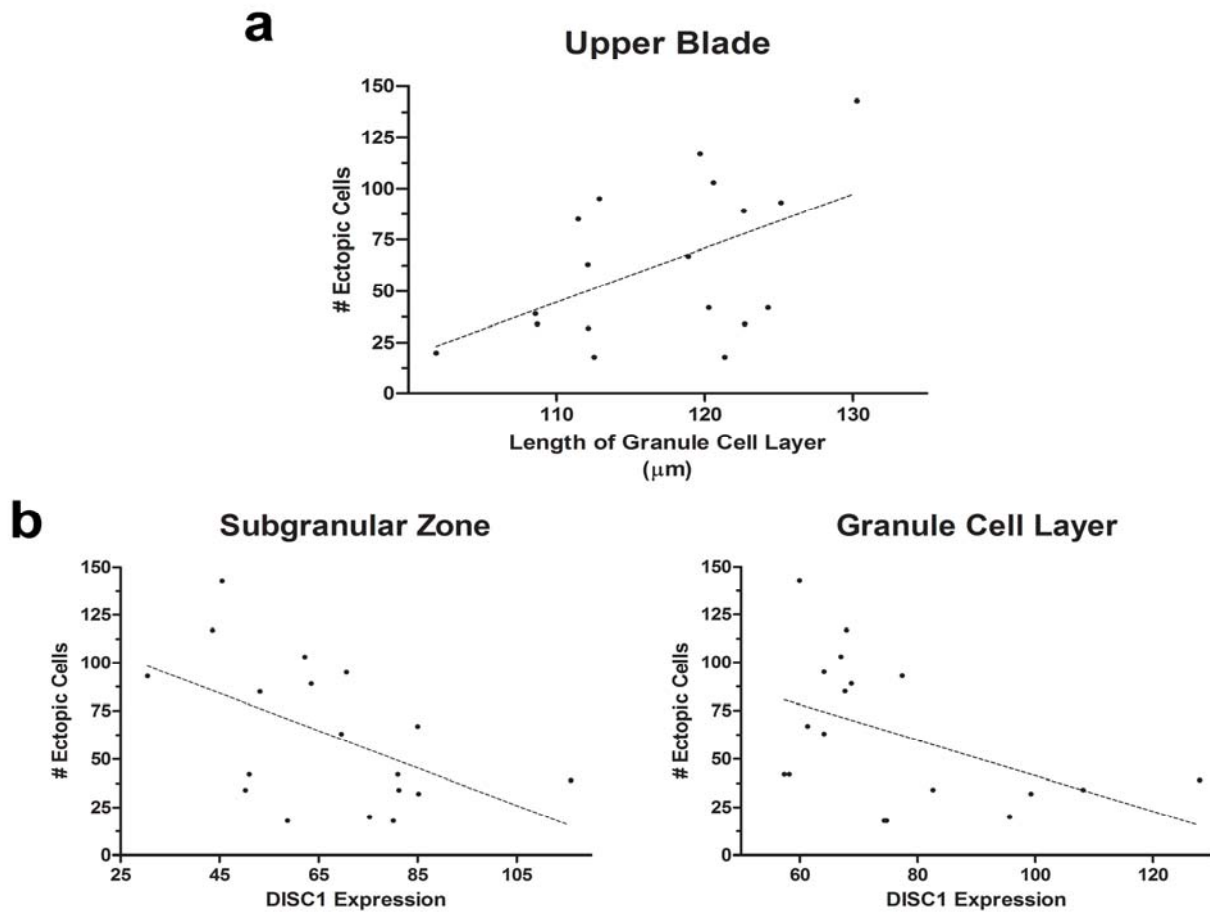 a
Upper Blade
# Ectopic Cells
150
125
100
75
50
25
0
110
120
130
Length of Granule Cell Layer
(μm)
b
Subgranular Zone
# Ectopic Cells
150
125
100
75
50
25
0
25
45
65
85
105
DISC1 Expression
Granule Cell Layer
# Ectopic Cells
150
125
100
75
50
25
0
60
80
100
120
DISC1 Expression